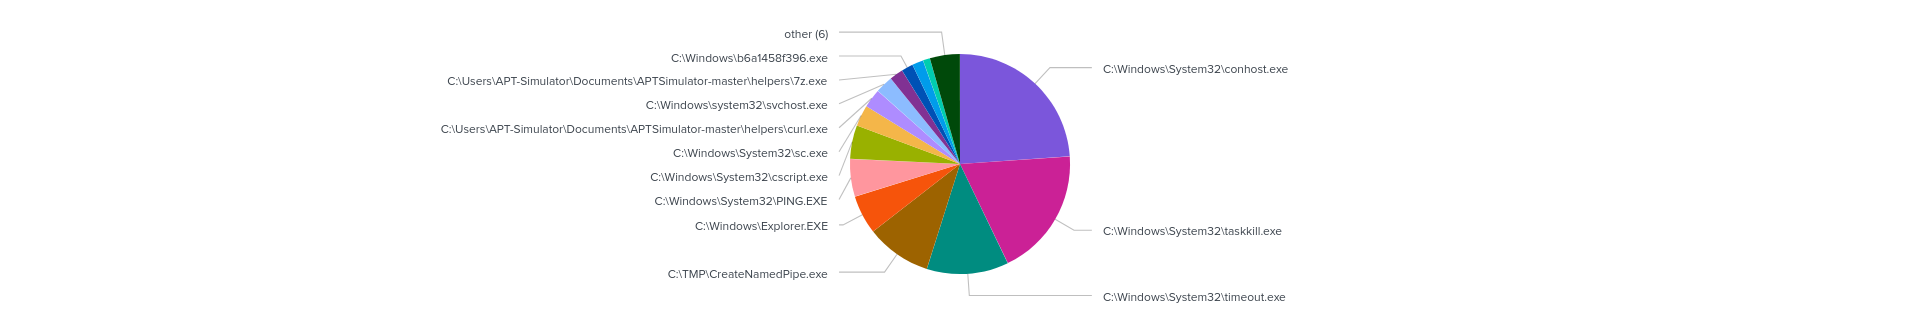 other (6)
C:\Windows\b6a1458f396.exe
C:\Users\APT-Simulator\Documents\APTSimulator-master\helpers\7z.exe
C:\Windows\system32\svchost.exe
C:\Users\APT-Simulator\Documents\APTSimulator-master\helpers\curl.exe
C:\Windows\System32\sc.exe
C:\Windows\System32\cscript.exe
C:\Windows\System32\PING.EXE
C:\Windows\Explorer.EXE
C:\TMP\CreateNamedPipe.exe
C:\Windows\System32\conhost.exe
C:\Windows\System32\taskkill.exe
C:\Windows\System32\timeout.exe